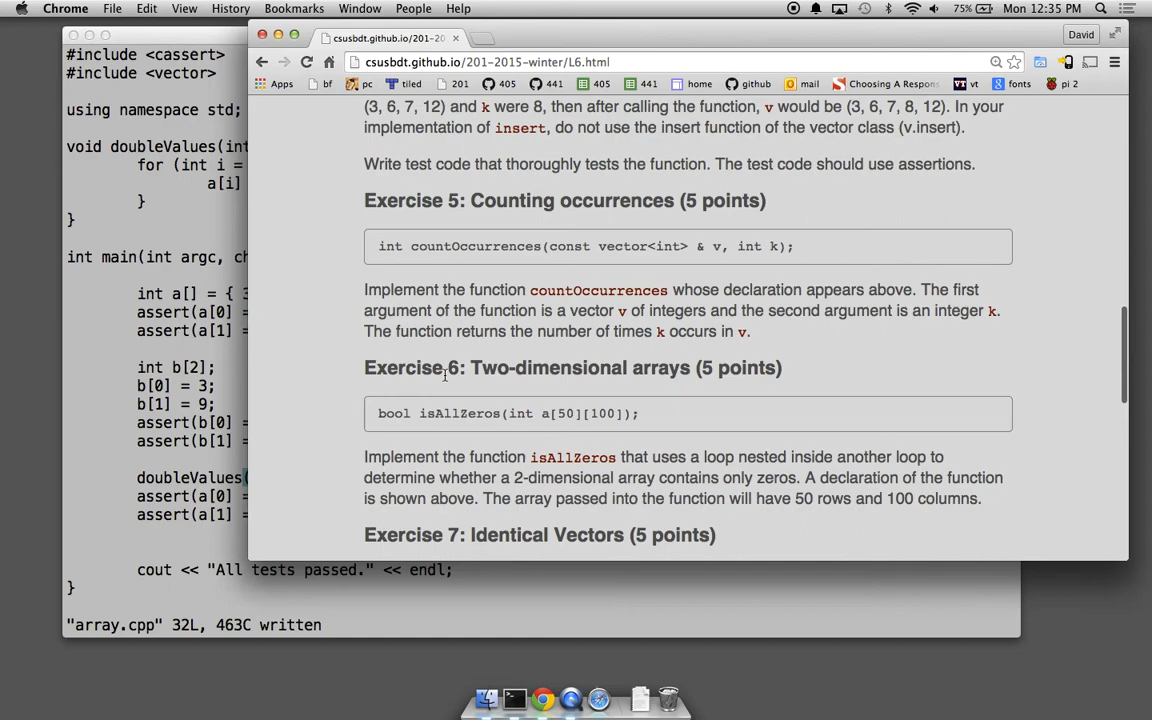 Chrome File Edit View History Bookmarks Window People Help 75% Mon 12:35 PM
csusbdt.github.io/201-20
David
csusbdt.github.io/201-2015-winter/L6.html
Apps bf pc tiled 201 405 441 405 441 home github mail Choosing A Respons vt fonts pi 2
#include <cassert>
#include <vector>
using namespace std;
void doubleValues(int
for (int i =
a[i]
}
}
int main(int argc, ch
int a[] = { 3
assert(a[0] =
assert(a[1] =
int b[2];
b[0] = 3;
b[1] = 9;
assert(b[0] =
assert(b[1] =
doubleValues(
assert(a[0] =
assert(a[1] =
cout << "All tests passed." << endl;
}
"array.cpp" 32L, 463C written
(3, 6, 7, 12) and k were 8, then after calling the function, v would be (3, 6, 7, 8, 12). In your
implementation of insert, do not use the insert function of the vector class (v.insert).
Write test code that thoroughly tests the function. The test code should use assertions.
Exercise 5: Counting occurrences (5 points)
int countOccurrences(const vector<int> & v, int k);
Implement the function countOccurrences whose declaration appears above. The first
argument of the function is a vector v of integers and the second argument is an integer k.
The function returns the number of times k occurs in v.
Exercise 6: Two-dimensional arrays (5 points)
bool isAllZeros(int a[50][100]);
Implement the function isAllZeros that uses a loop nested inside another loop to
determine whether a 2-dimensional array contains only zeros. A declaration of the function
is shown above. The array passed into the function will have 50 rows and 100 columns.
Exercise 7: Identical Vectors (5 points)